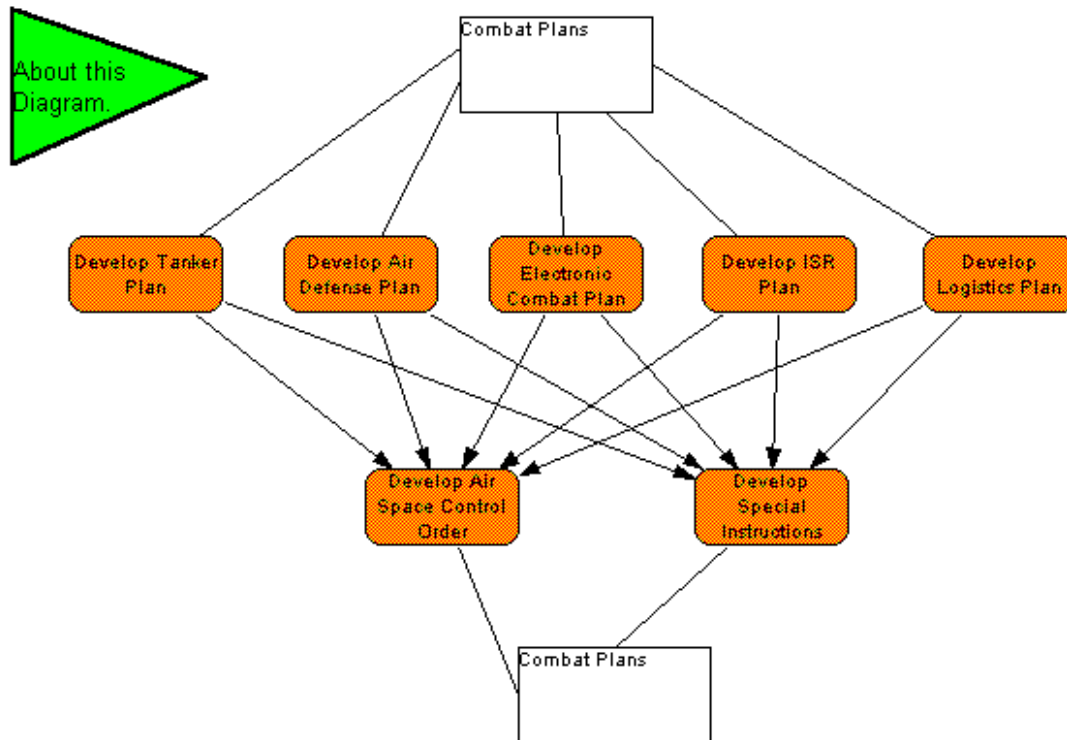 Combat Plans
About this
Diagram.
Develop Tanker
Plan
Develop Air
Defense Plan
Develop
Electronic
Combat Plan
Develop ISR
Plan
Develop
Logistics Plan
Develop Air
Space Control
Order
Develop
Special
Instructions
Combat Plans